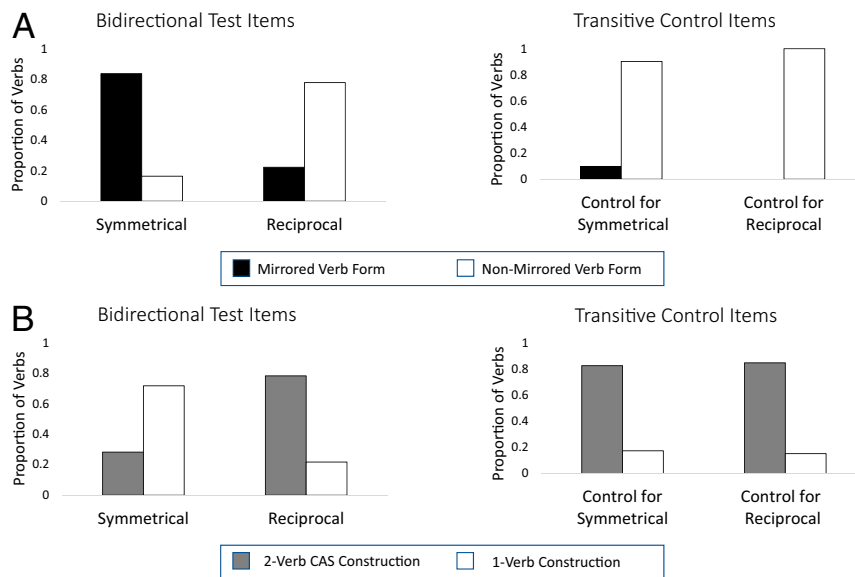 A
Bidirectional Test Items
Proportion of Verbs
1
0.8
0.6
0.4
0.2
0
Symmetrical
Reciprocal
Transitive Control Items
Proportion of Verbs
1
0.8
0.6
0.4
0.2
0
Control for
Symmetrical
Control for
Reciprocal
Mirrored Verb Form
Non-Mirrored Verb Form
B
Bidirectional Test Items
Proportion of Verbs
1
0.8
0.6
0.4
0.2
0
Symmetrical
Reciprocal
Transitive Control Items
Proportion of Verbs
1
0.8
0.6
0.4
0.2
0
Control for
Symmetrical
Control for
Reciprocal
2-Verb CAS Construction
1-Verb Construction